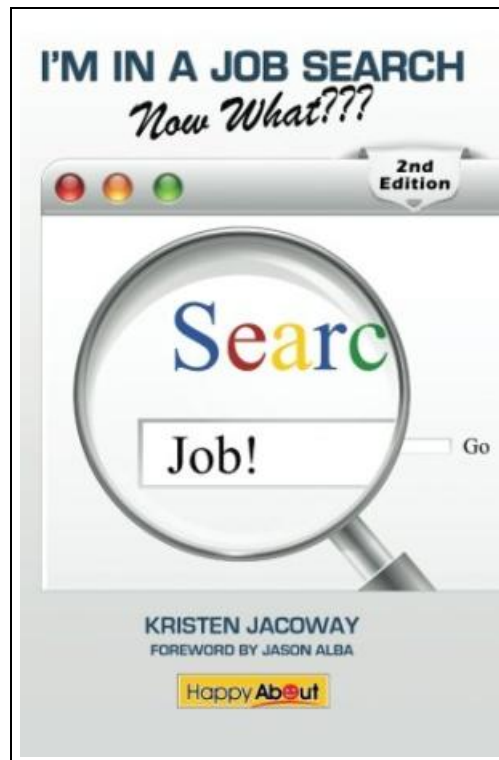 I'M IN A JOB SEARCH
Now What???
2nd
Edition
Searc
Job!
Go
KRISTEN JACOWAY
FOREWORD BY JASON ALBA
Happy About